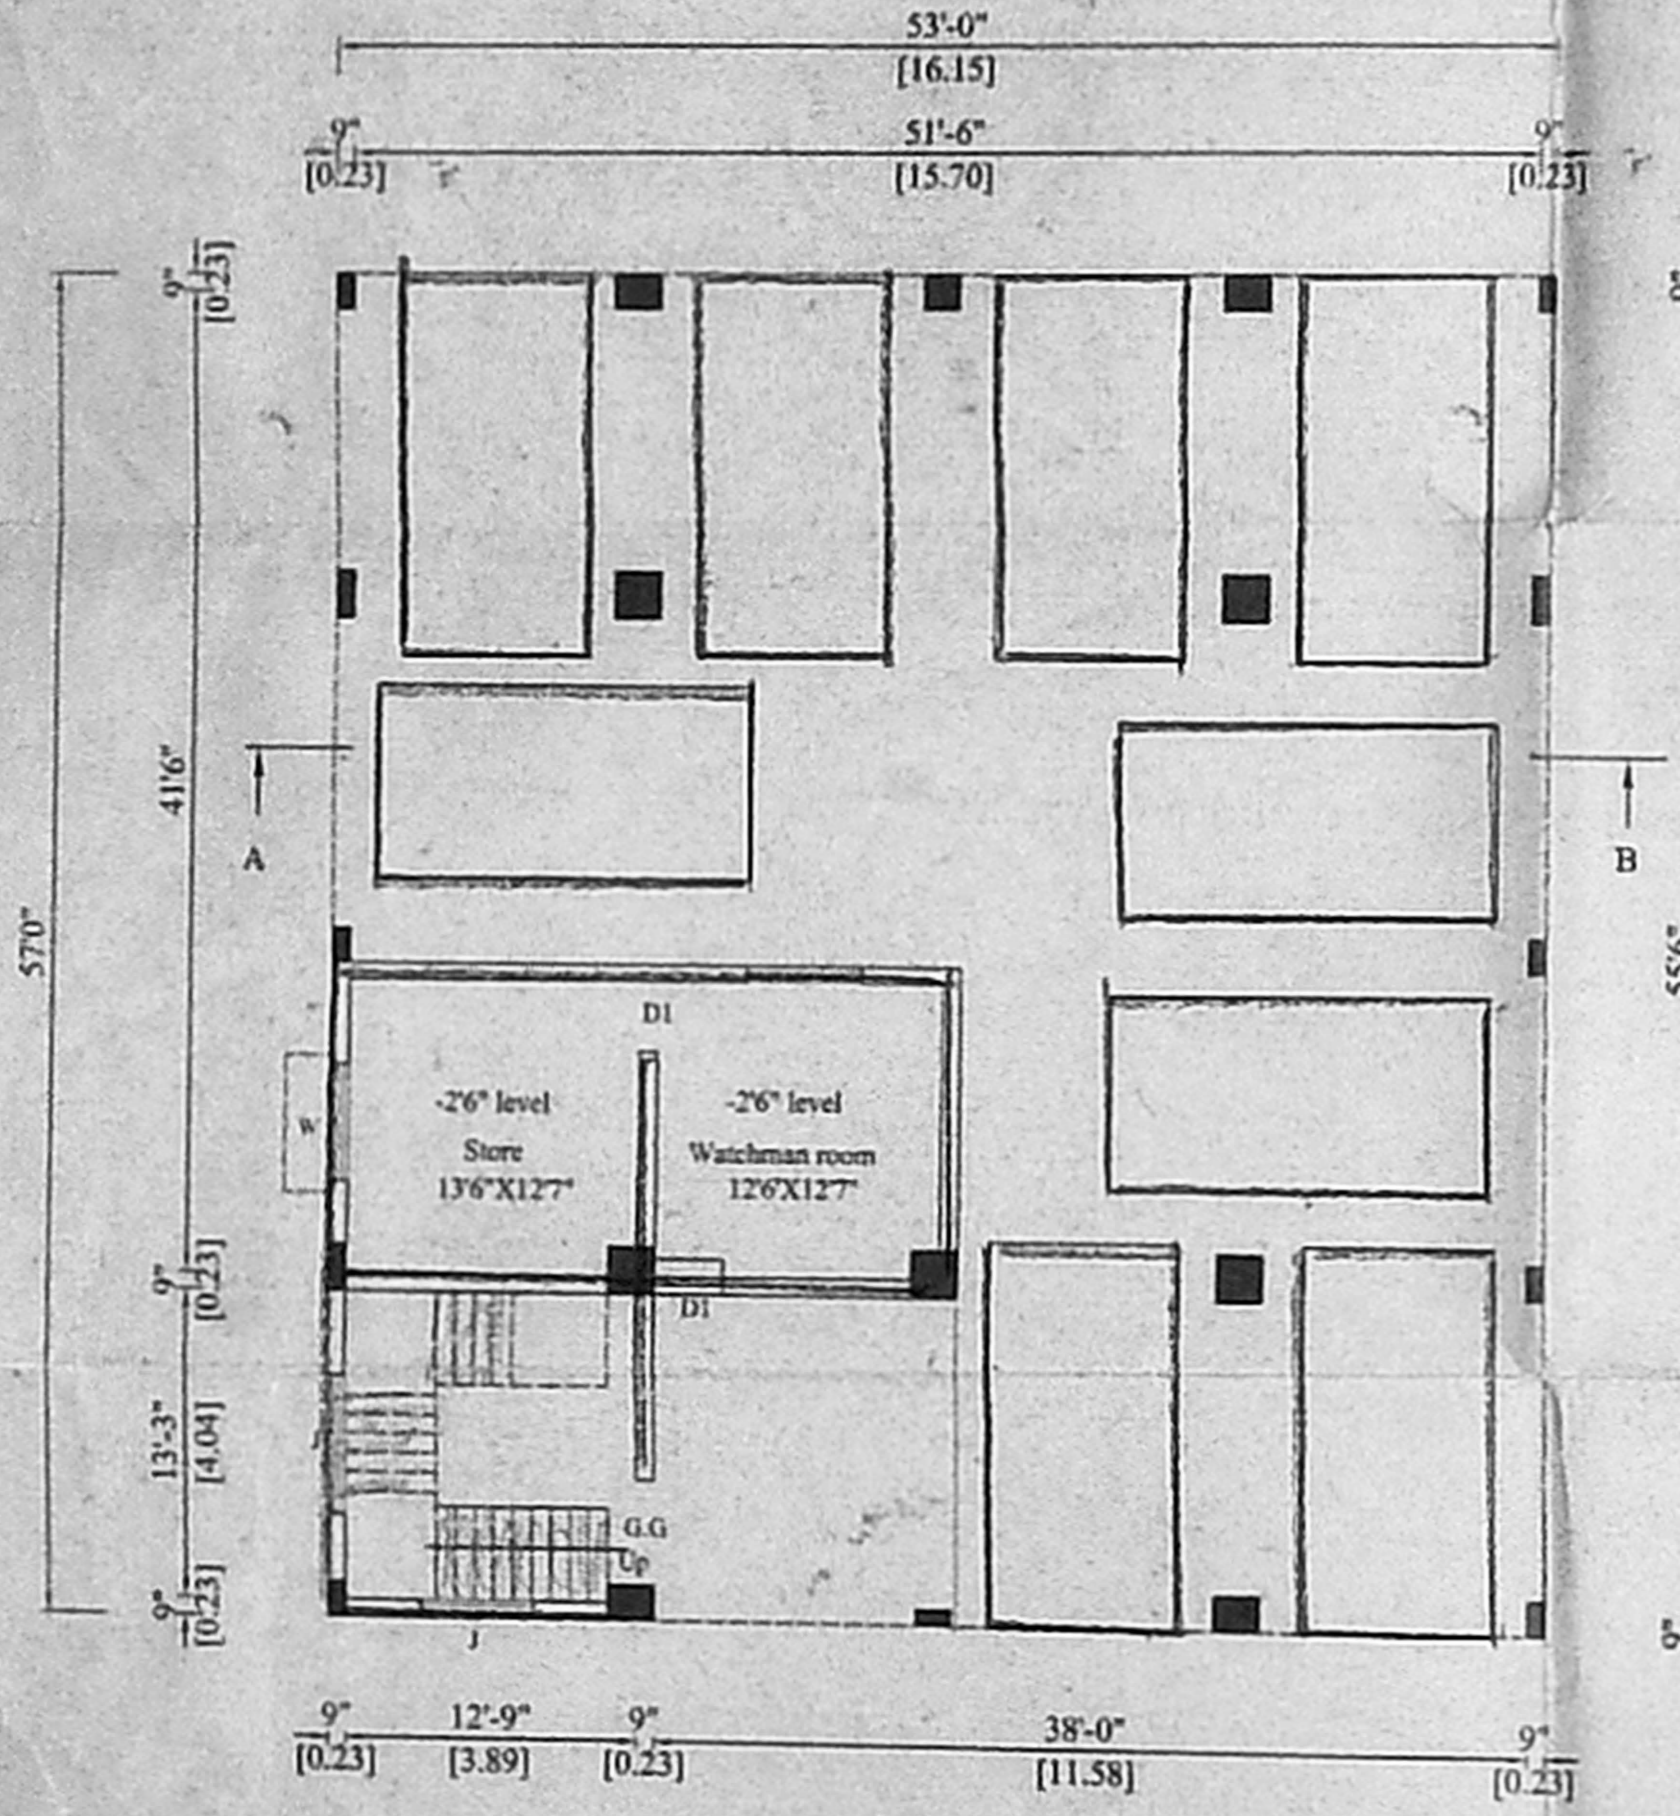 53'-0"
[16.15]
9" 51'-6" 9"
[0.23] [15.70] [0.23]
9"
[0.23]
41'6"
A
B
57'0"
55'6"
D1
-2'6" level -2'6" level
W
Store Watchman room
13'6"X12'7" 12'6"X12'7"
9"
[0.23]
D1
13'-3"
[4.04]
G.G
Up
9"
[0.23]
9"
J
9" 12'-9" 9" 38'-0" 9"
[0.23] [3.89] [0.23] [11.58] [0.23]